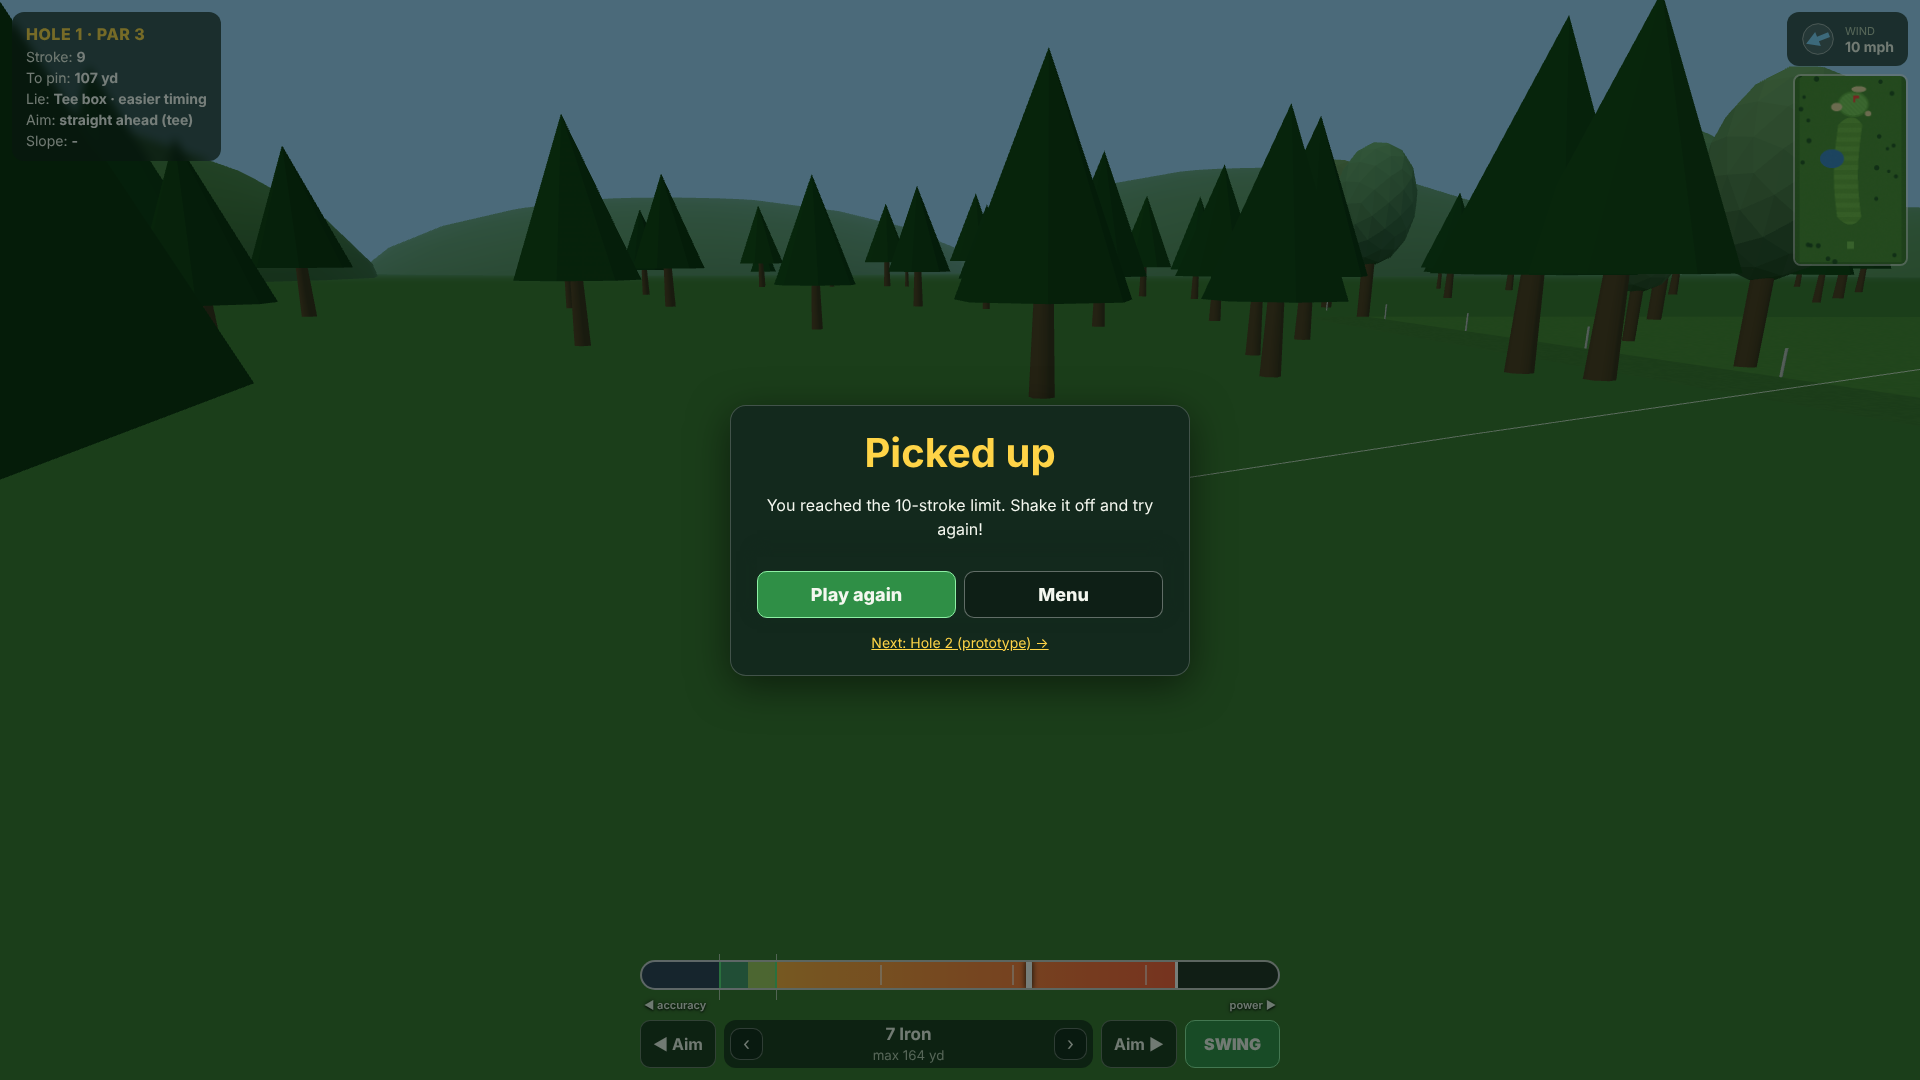 HOLE 1 · PAR 3
Stroke: 9
To pin: 107 yd
Lie: Tee box · easier timing
Aim: straight ahead (tee)
Slope: -
WIND
10 mph
Picked up
You reached the 10-stroke limit. Shake it off and try
again!
Play again
Menu
Next: Hole 2 (prototype) →
◀ accuracy
power ▶
◀ Aim
‹
7 Iron
max 164 yd
›
Aim ▶
SWING